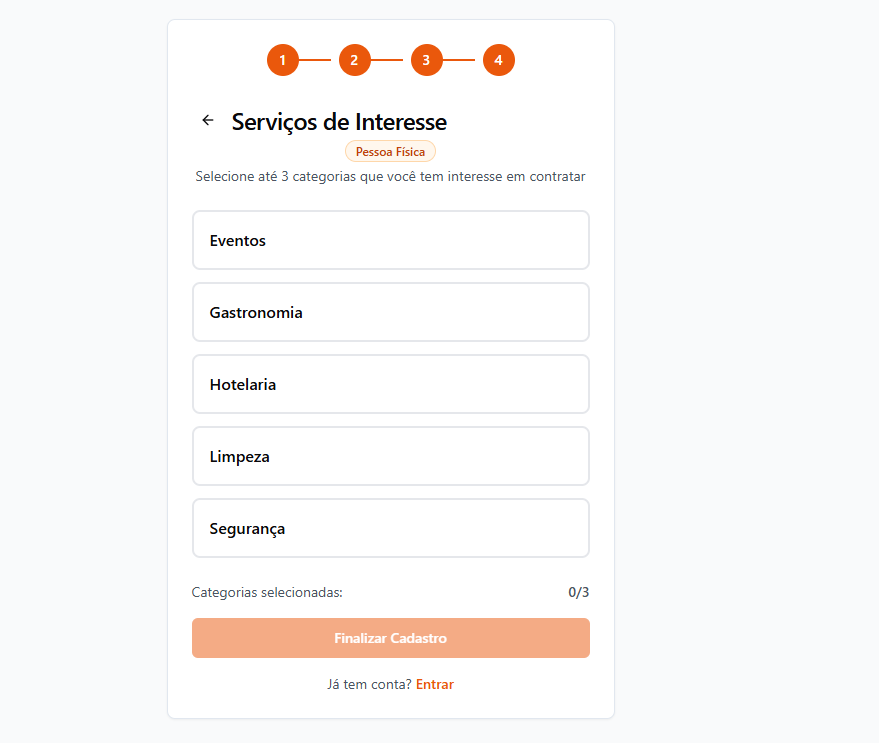 1 2 3 4
Serviços de Interesse
Pessoa Física
Selecione até 3 categorias que você tem interesse em contratar
Eventos
Gastronomia
Hotelaria
Limpeza
Segurança
Categorias selecionadas: 0/3
Finalizar Cadastro
Já tem conta? Entrar